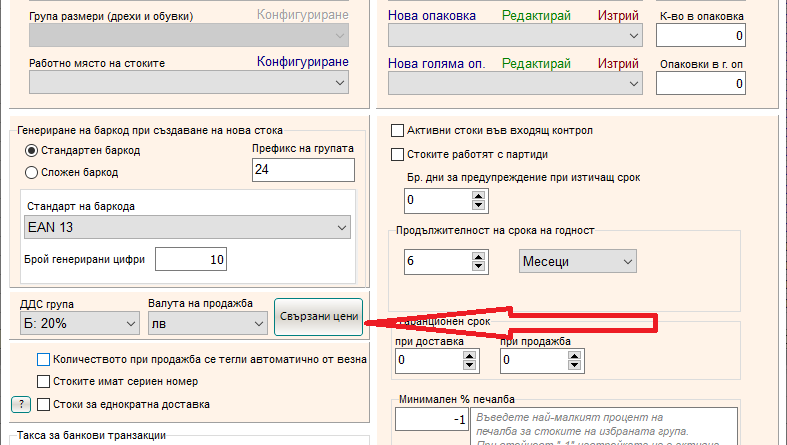 Група размери (дрехи и обувки) Конфигуриране
Работно място на стоките Конфигуриране
Нова опаковка Редактирай Изтрий К-во в опаковка
0
Нова голяма оп. Редактирай Изтрий Опаковки в г. оп
0
Генериране на баркод при създаване на нова стока
Стандартен баркод
Сложен баркод
Префикс на групата
24
Стандарт на баркода
EAN 13
Брой генерирани цифри 10
ДДС група
Б: 20%
Валута на продажба
лв
Свързани цени
Количеството при продажба се тегли автоматично от везна
Стоките имат сериен номер
? Стоки за еднократна доставка
Такса за банкови транзакции
Активни стоки във входящ контрол
Стоките работят с партиди
Бр. дни за предупреждение при изтичащ срок
0
Продължителност на срока на годност
6 Месеци
Гаранционен срок
при доставка при продажба
0 0
Минимален % печалба
-1
Въведете най-малкият процент на
печалба за стоките на избраната група.